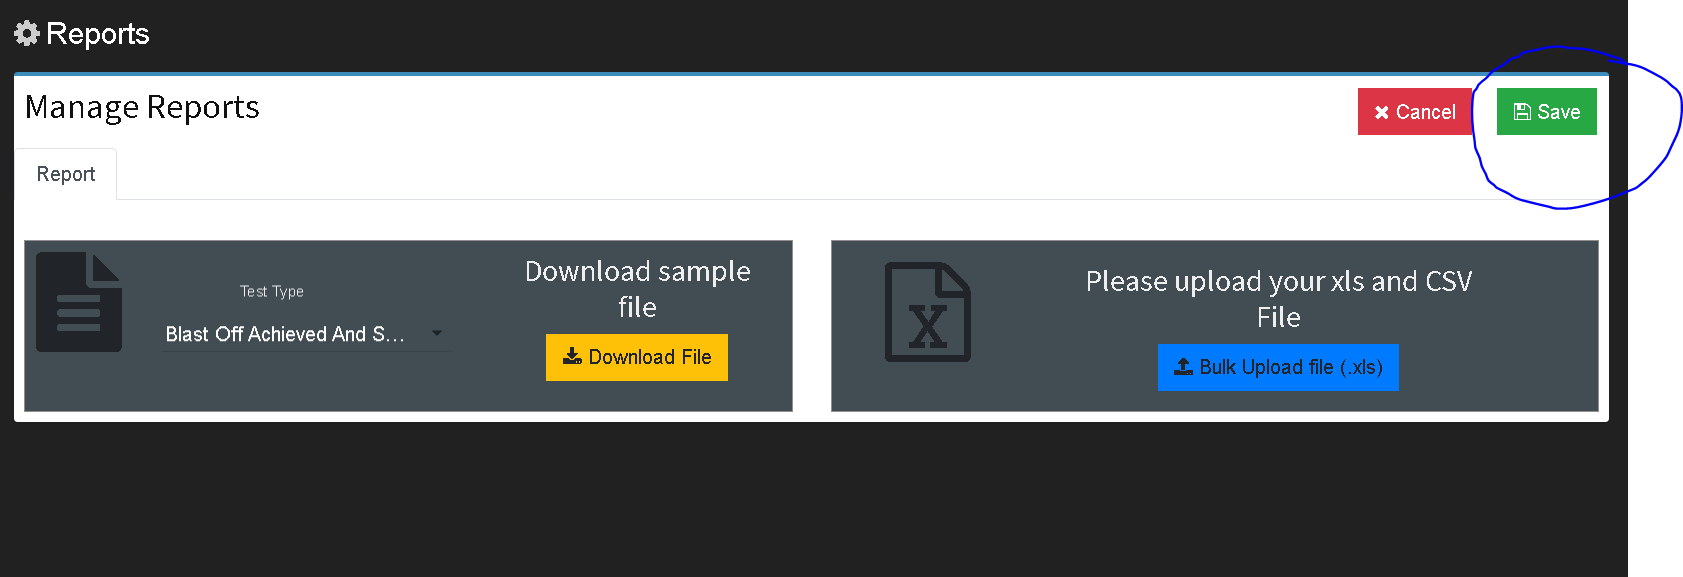 Reports
Manage Reports
Cancel
Save
Report
Test Type
Blast Off Achieved And S...
Download sample
file
Download File
Please upload your xls and CSV
File
Bulk Upload file (.xls)